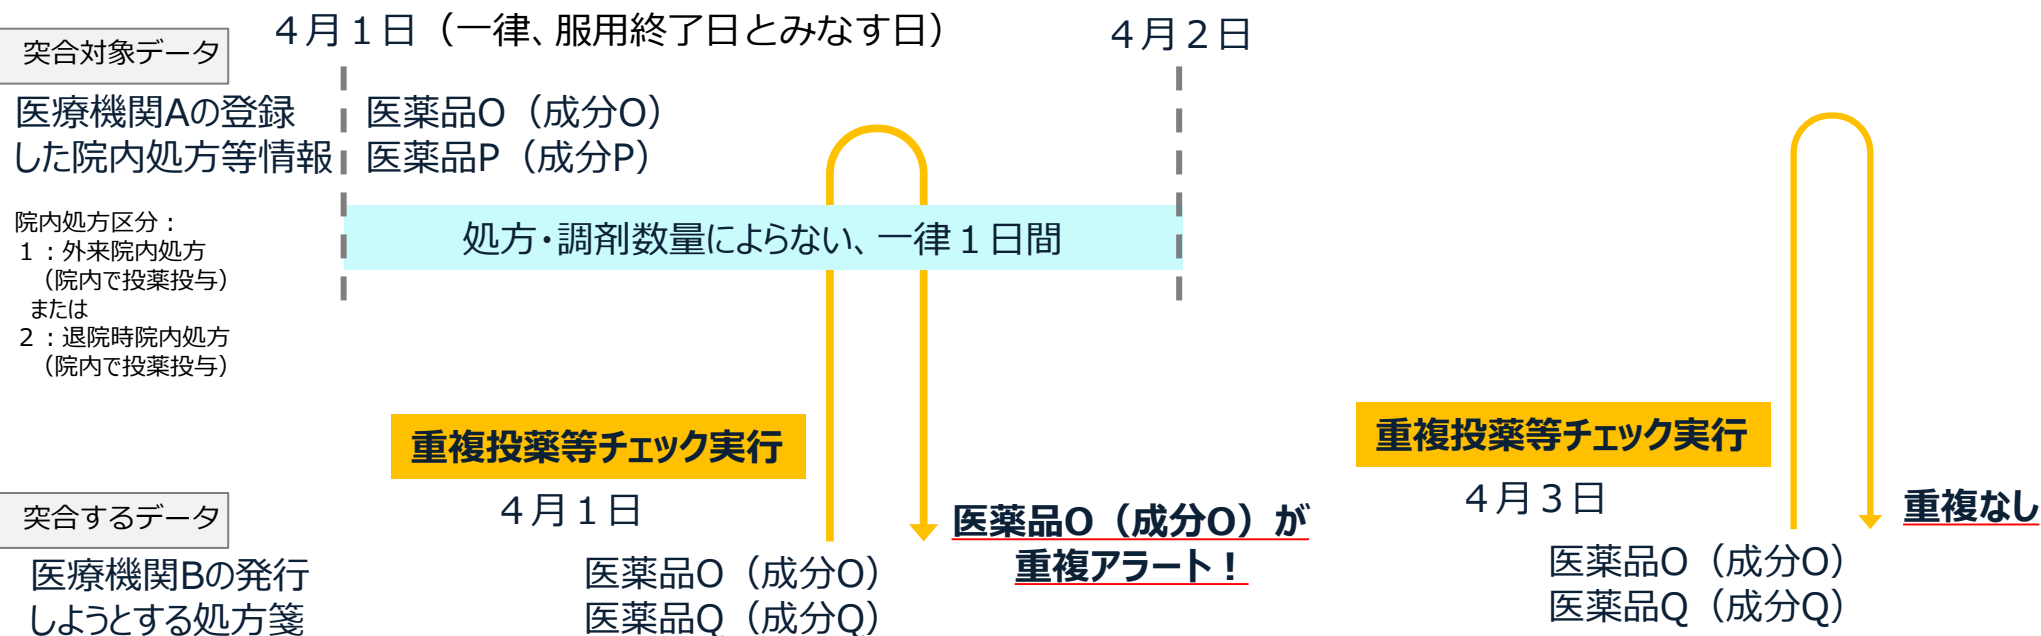 ４月１日（一律、服用終了日とみなす日）
４月２日
突合対象データ
医療機関Aの登録
した院内処方等情報
医薬品O（成分O）
医薬品P（成分P）
処方・調剤数量によらない、一律１日間
院内処方区分：
１：外来院内処方
（院内で投薬投与）
または
２：退院時院内処方
（院内で投薬投与）
重複投薬等チェック実行
４月１日
重複投薬等チェック実行
４月３日
突合するデータ
医療機関Bの発行
しようとする処方箋
医薬品O（成分O）
医薬品Q（成分Q）
医薬品O（成分O）が
重複アラート！
医薬品O（成分O）
医薬品Q（成分Q）
重複なし